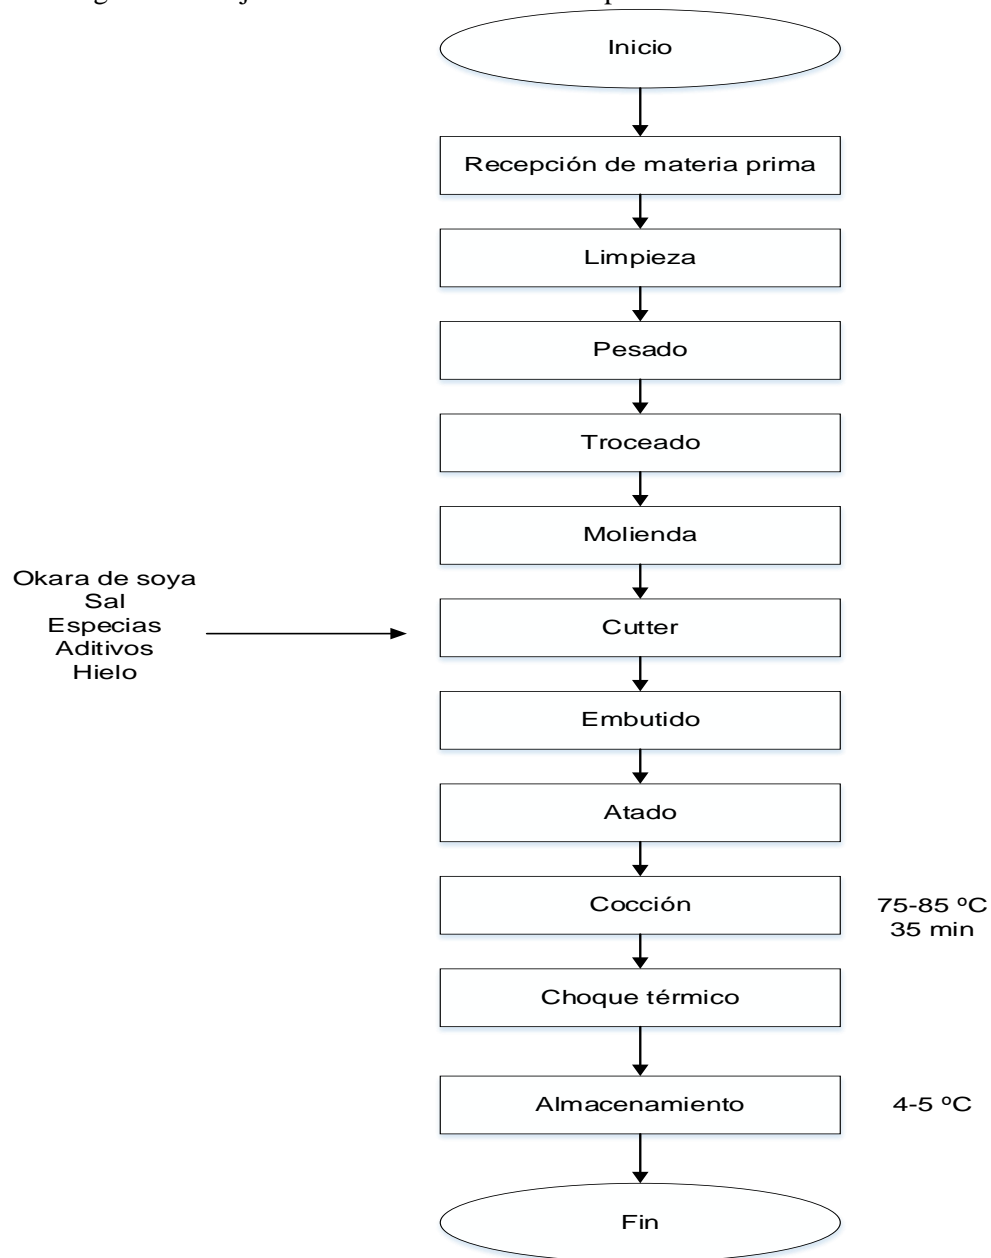 Inicio
Recepción de materia prima
Limpieza
Pesado
Troceado
Molienda
Okara de soya
Sal
Especias
Aditivos
Hielo
Cutter
Embutido
Atado
Cocción
75-85 ºC
35 min
Choque térmico
Almacenamiento
4-5 ºC
Fin